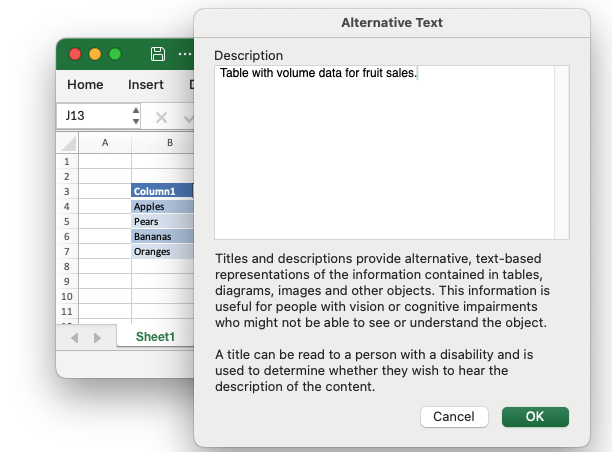 Alternative Text
Description
Table with volume data for fruit sales.
Home Insert
J13
A B
1
2
3 Column1
4 Apples
5 Pears
6 Bananas
7 Oranges
8
9
10
11
Sheet1
Titles and descriptions provide alternative, text-based
representations of the information contained in tables,
diagrams, images and other objects. This information is
useful for people with vision or cognitive impairments
who might not be able to see or understand the object.
A title can be read to a person with a disability and is
used to determine whether they wish to hear the
description of the content.
Cancel OK